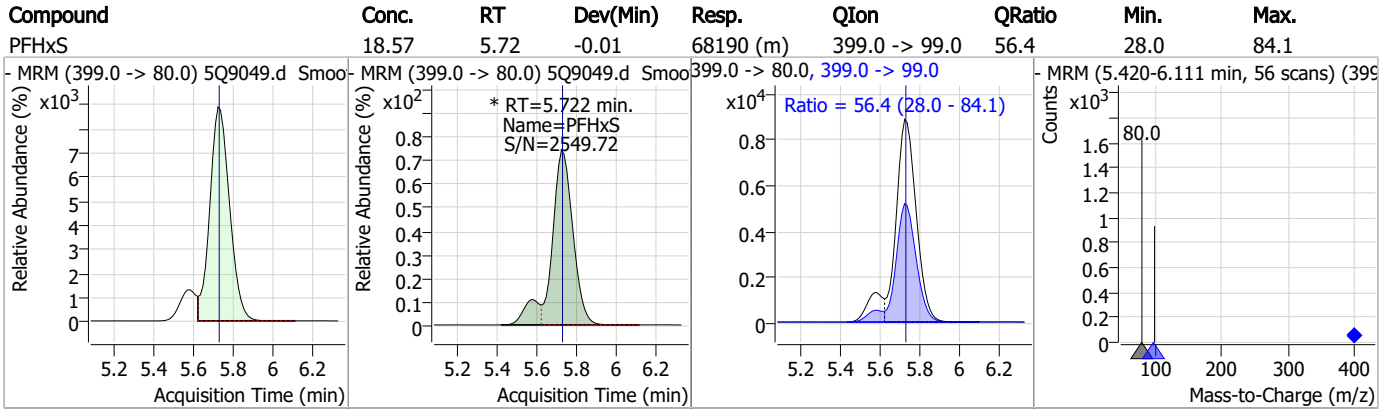 Compound Conc. RT Dev(Min) Resp. QIon QRatio Min. Max.
PFHxS 18.57 5.72 -0.01 68190 (m) 399.0 -> 99.0 56.4 28.0 84.1
- MRM (399.0 -> 80.0) 5Q9049.d Smoo
x10³
Relative Abundance (%)
7
6
5
4
3
2
1
0
5.2 5.4 5.6 5.8 6 6.2
Acquisition Time (min)
- MRM (399.0 -> 80.0) 5Q9049.d Smoo
x10²
* RT=5.722 min.
Name=PFHxS
S/N=2549.72
Relative Abundance (%)
1
0.8
0.7
0.6
0.5
0.4
0.3
0.2
0.1
0
5.2 5.4 5.6 5.8 6 6.2
Acquisition Time (min)
399.0 -> 80.0, 399.0 -> 99.0
x10⁴
Ratio = 56.4 (28.0 - 84.1)
0.8
0.6
0.4
0.2
0
5.2 5.4 5.6 5.8 6 6.2
Acquisition Time (min)
- MRM (5.420-6.111 min, 56 scans) (399
x10³
Counts
80.0
1.6
1.4
1.2
1
0.8
0.6
0.4
0.2
0
100 200 300 400
Mass-to-Charge (m/z)